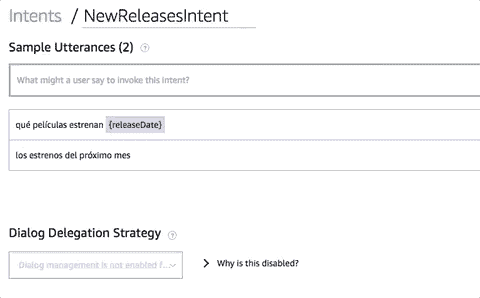 Intents / NewReleasesIntent
Sample Utterances (2) ?
What might a user say to invoke this intent?
qué películas estrenan {releaseDate}
los estrenos del próximo mes
Dialog Delegation Strategy ?
Dialog management is not enabled f...
> Why is this disabled?